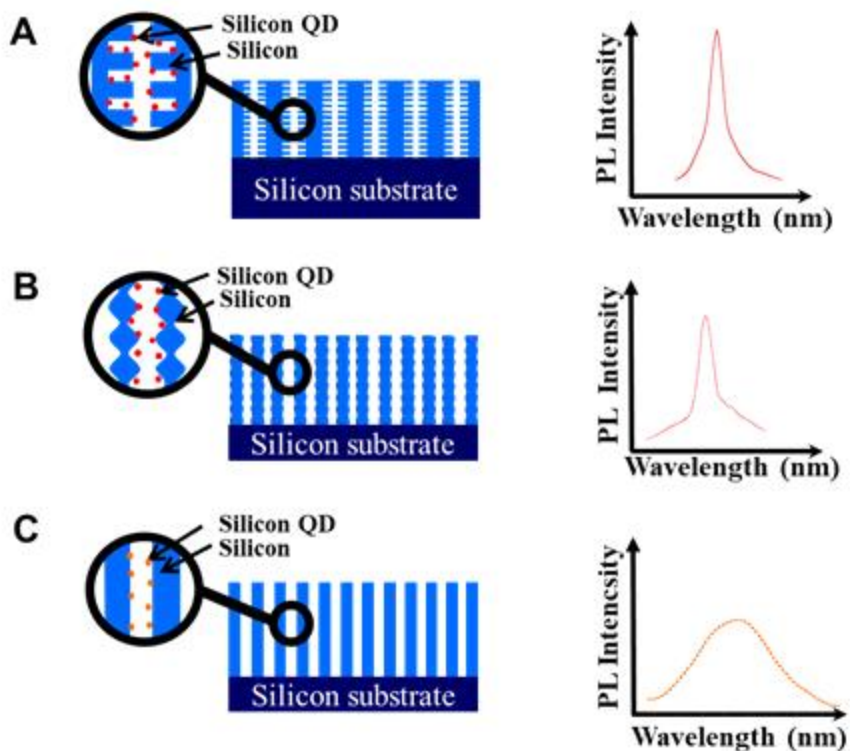 A
Silicon QD
Silicon
Silicon substrate
PL Intensity
Wavelength (nm)
B
Silicon QD
Silicon
Silicon substrate
PL Intensity
Wavelength (nm)
C
Silicon QD
Silicon
Silicon substrate
PL Intencsity
Wavelength (nm)